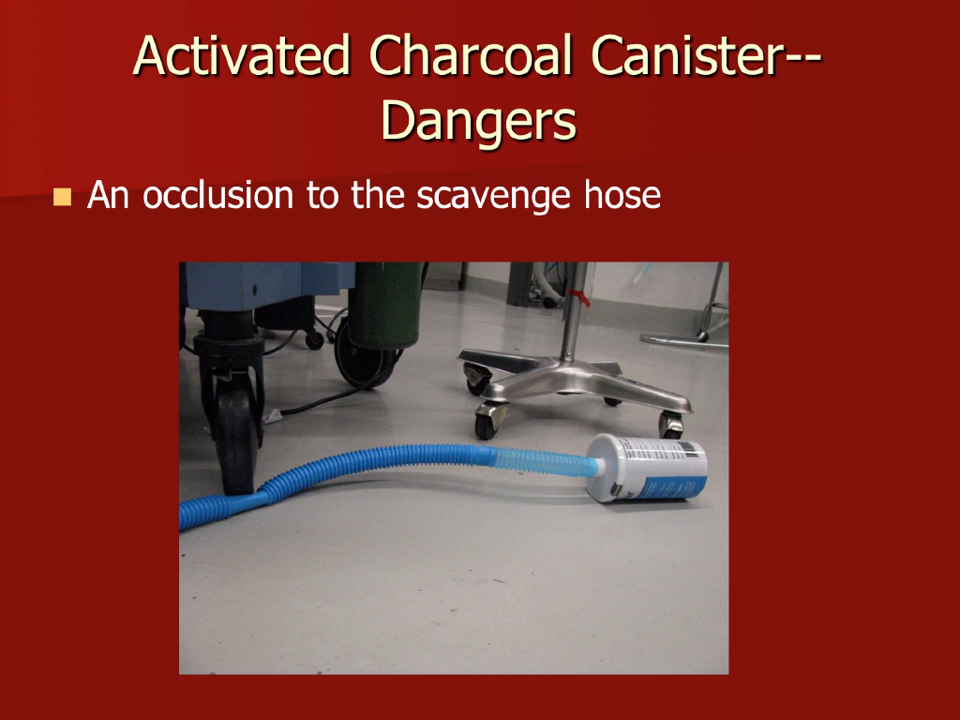 Activated Charcoal Canister--
Dangers
An occlusion to the scavenge hose